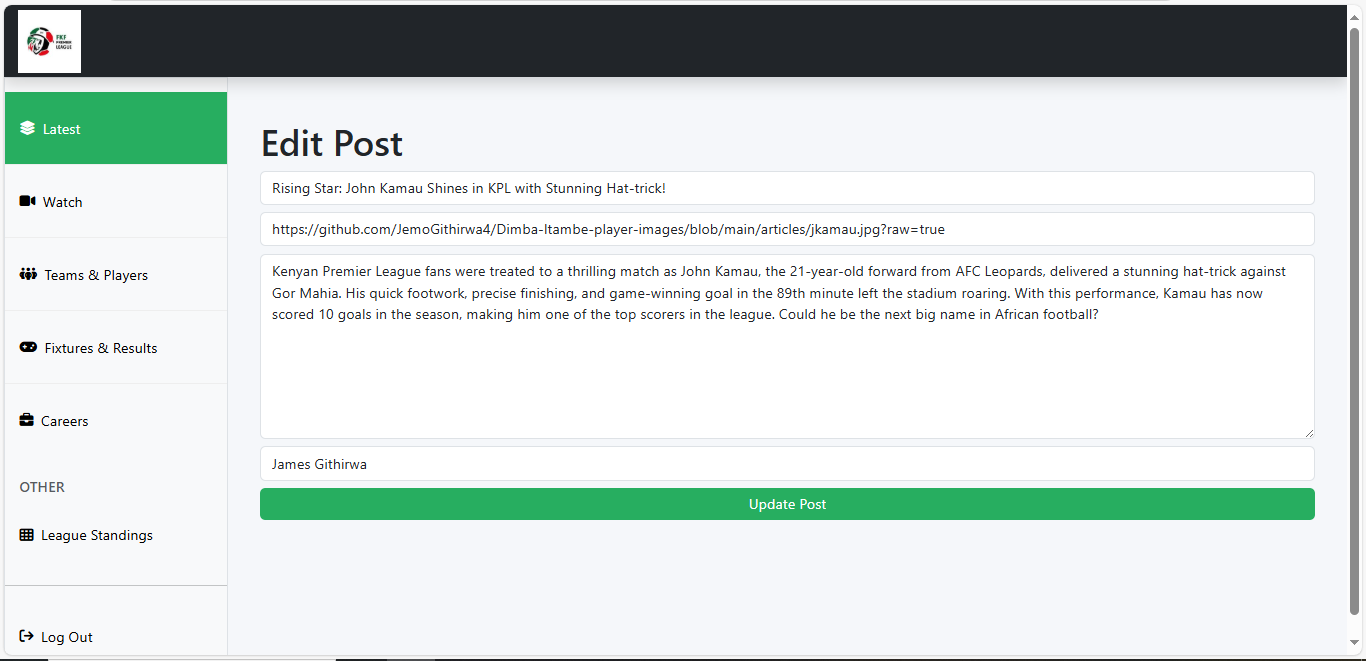 FKF
PREMIER
LEAGUE
Latest
Watch
Teams & Players
Fixtures & Results
Careers
OTHER
League Standings
Log Out
Edit Post
Rising Star: John Kamau Shines in KPL with Stunning Hat-trick!
https://github.com/JemoGithirwa4/Dimba-Itambe-player-images/blob/main/articles/jkamau.jpg?raw=true
Kenyan Premier League fans were treated to a thrilling match as John Kamau, the 21-year-old forward from AFC Leopards, delivered a stunning hat-trick against
Gor Mahia. His quick footwork, precise finishing, and game-winning goal in the 89th minute left the stadium roaring. With this performance, Kamau has now
scored 10 goals in the season, making him one of the top scorers in the league. Could he be the next big name in African football?
James Githirwa
Update Post